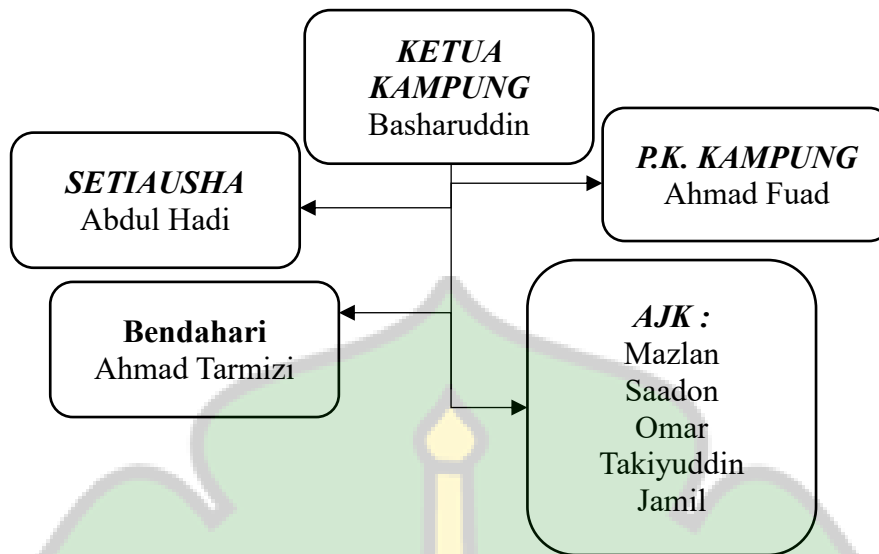 KETUA
KAMPUNG
Basharuddin
P.K. KAMPUNG
Ahmad Fuad
SETIAUSHA
Abdul Hadi
Bendahari
Ahmad Tarmizi
AJK :
Mazlan
Saadon
Omar
Takiyuddin
Jamil